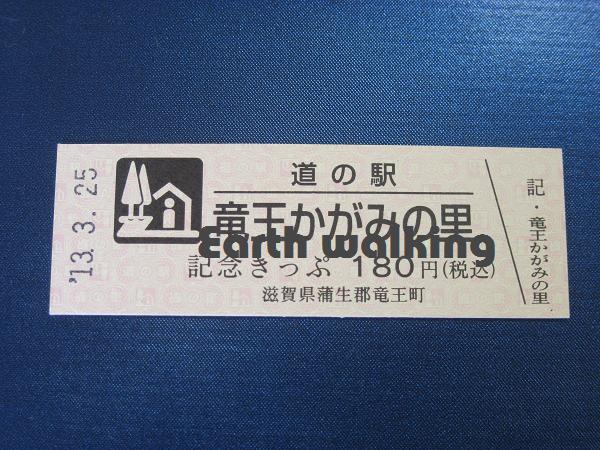 '13. 3. 25
道の駅
竜王かがみの里
Earth walking
記念きっぷ 180円(税込)
滋賀県蒲生郡竜王町
記・竜王かがみの里